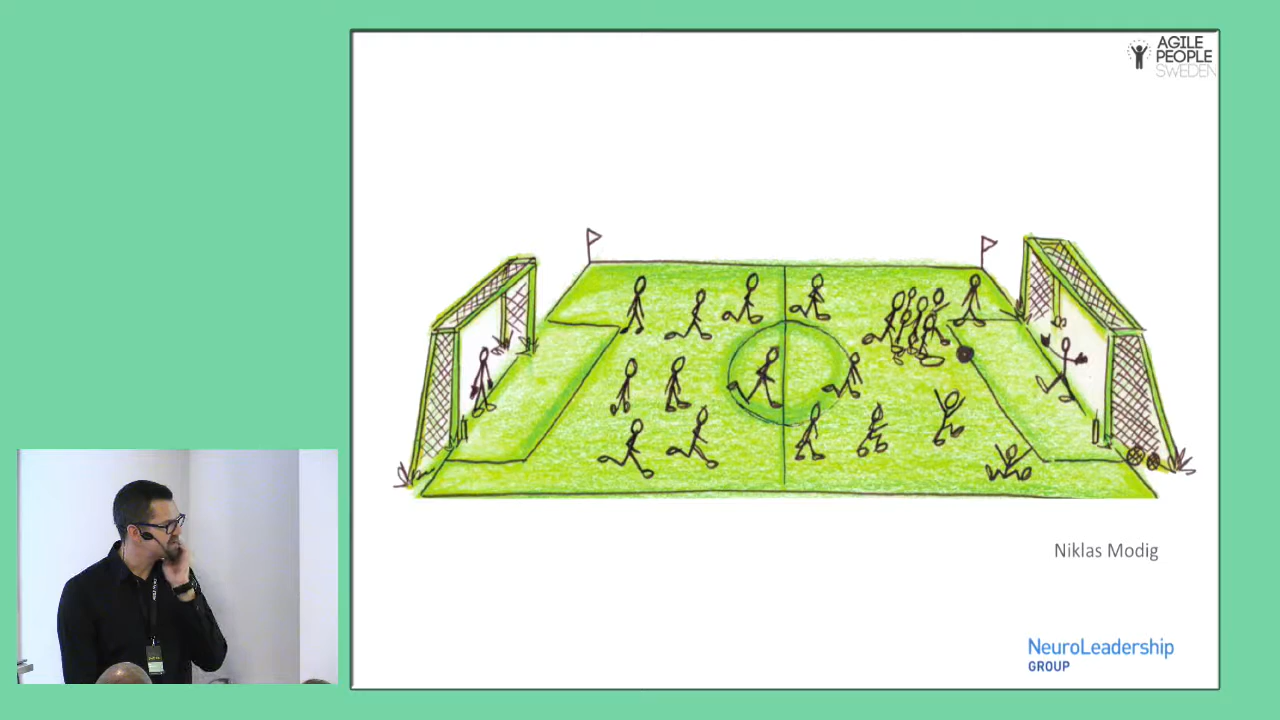 AGILE
PEOPLE
SWEDEN
Niklas Modig
NeuroLeadership
GROUP